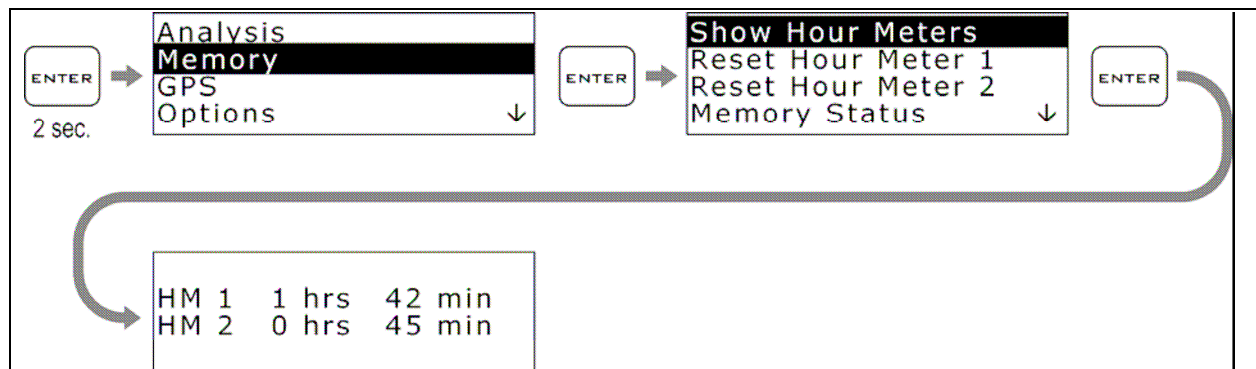 ENTER
2 sec.
Analysis
Memory
GPS
Options ↓
ENTER
Show Hour Meters
Reset Hour Meter 1
Reset Hour Meter 2
Memory Status ↓
ENTER
HM 1 1 hrs 42 min
HM 2 0 hrs 45 min